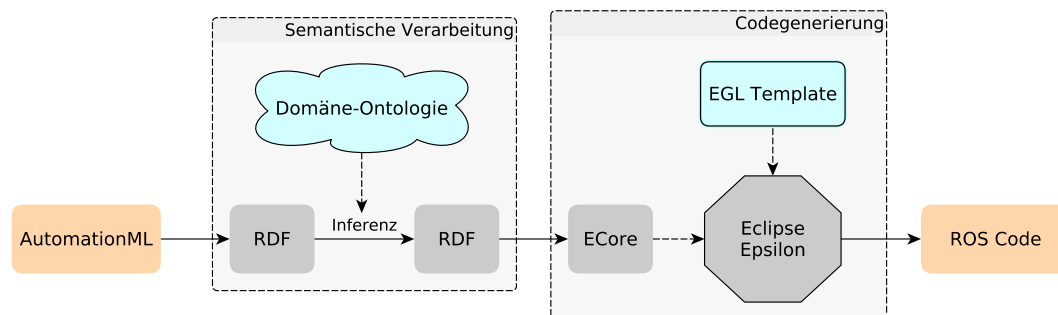 Semantische Verarbeitung
Codegenerierung
Domäne-Ontologie
EGL Template
AutomationML
RDF
Inferenz
RDF
ECore
Eclipse
Epsilon
ROS Code